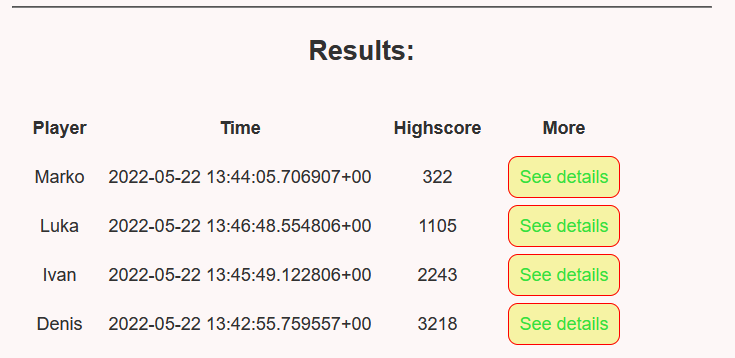 Results:
Player Time Highscore More
Marko 2022-05-22 13:44:05.706907+00 322 See details
Luka 2022-05-22 13:46:48.554806+00 1105 See details
Ivan 2022-05-22 13:45:49.122806+00 2243 See details
Denis 2022-05-22 13:42:55.759557+00 3218 See details